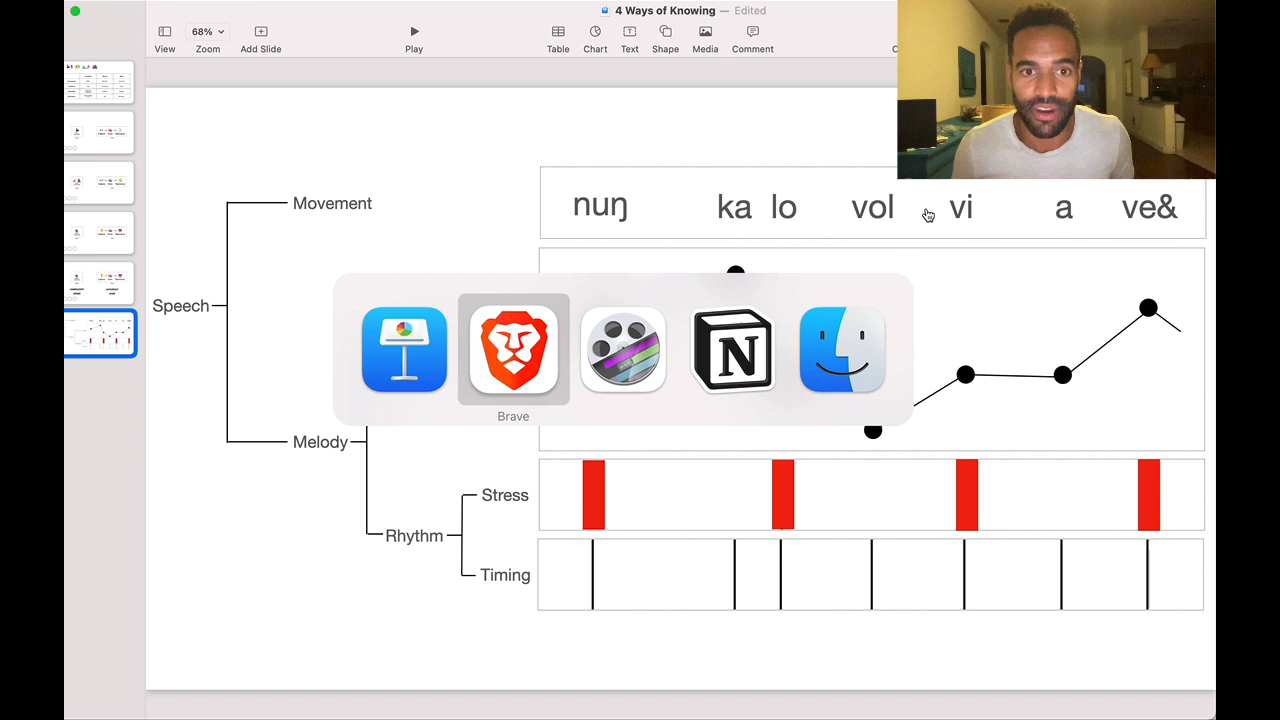 4 Ways of Knowing — Edited
68%
View
Zoom
Add Slide
Play
Table
Chart
Text
Shape
Media
Comment
Movement
nuŋ ka lo vol vi a ve&
Speech
Brave
Melody
Stress
Rhythm
Timing